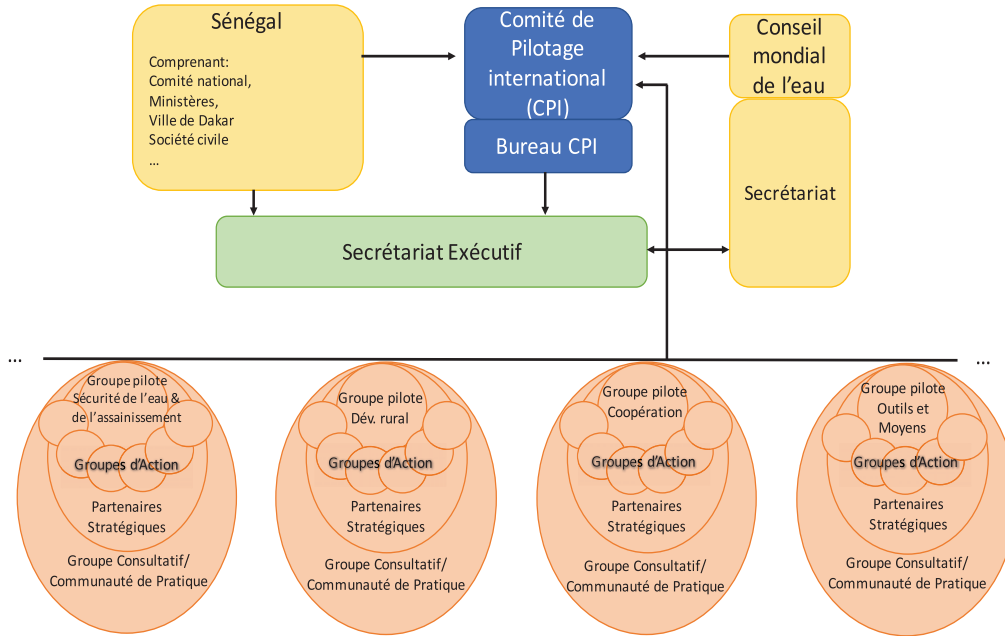 Sénégal
Comprenant:
Comité national,
Ministères,
Ville de Dakar
Société civile
...
Comité de
Pilotage
international
(CPI)
Bureau CPI
Conseil
mondial
de l'eau
Secrétariat
Secrétariat Exécutif
...
...
Groupe pilote
Sécurité de l'eau &
de l'assainissement
Groupes d'Action
Partenaires
Stratégiques
Groupe Consultatif/
Communauté de Pratique
Groupe pilote
Dév. rural
Groupes d'Action
Partenaires
Stratégiques
Groupe Consultatif/
Communauté de Pratique
Groupe pilote
Coopération
Groupes d'Action
Partenaires
Stratégiques
Groupe Consultatif/
Communauté de Pratique
Groupe pilote
Outils et
Moyens
Groupes d'Action
Partenaires
Stratégiques
Groupe Consultatif/
Communauté de Pratique